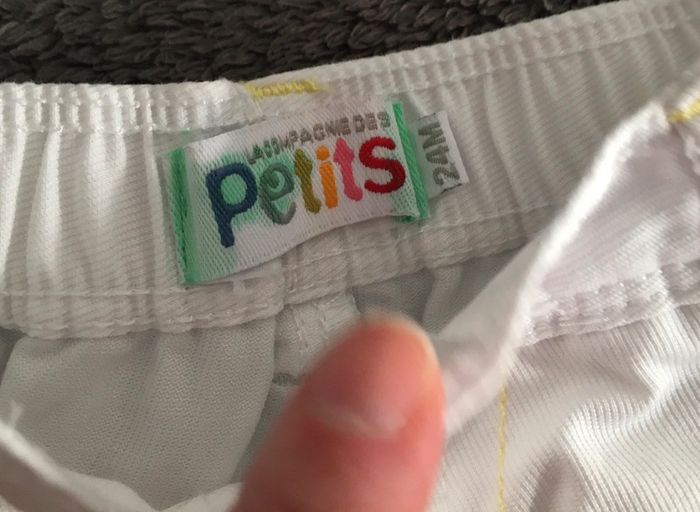 LA COMPAGNIE DES
Petits
24M